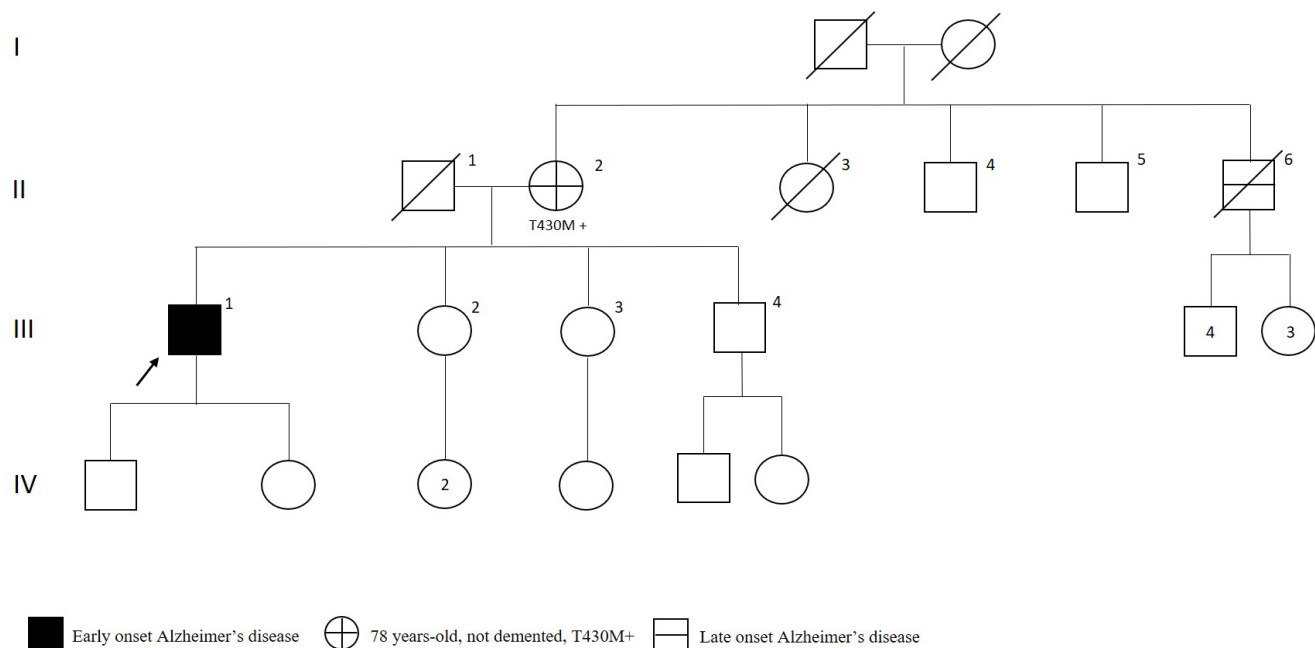 I
1
2
3
4
5
6
II
T430M +
1
2
3
4
III
4
3
IV
2
Early onset Alzheimer's disease
78 years-old, not demented, T430M+
Late onset Alzheimer's disease